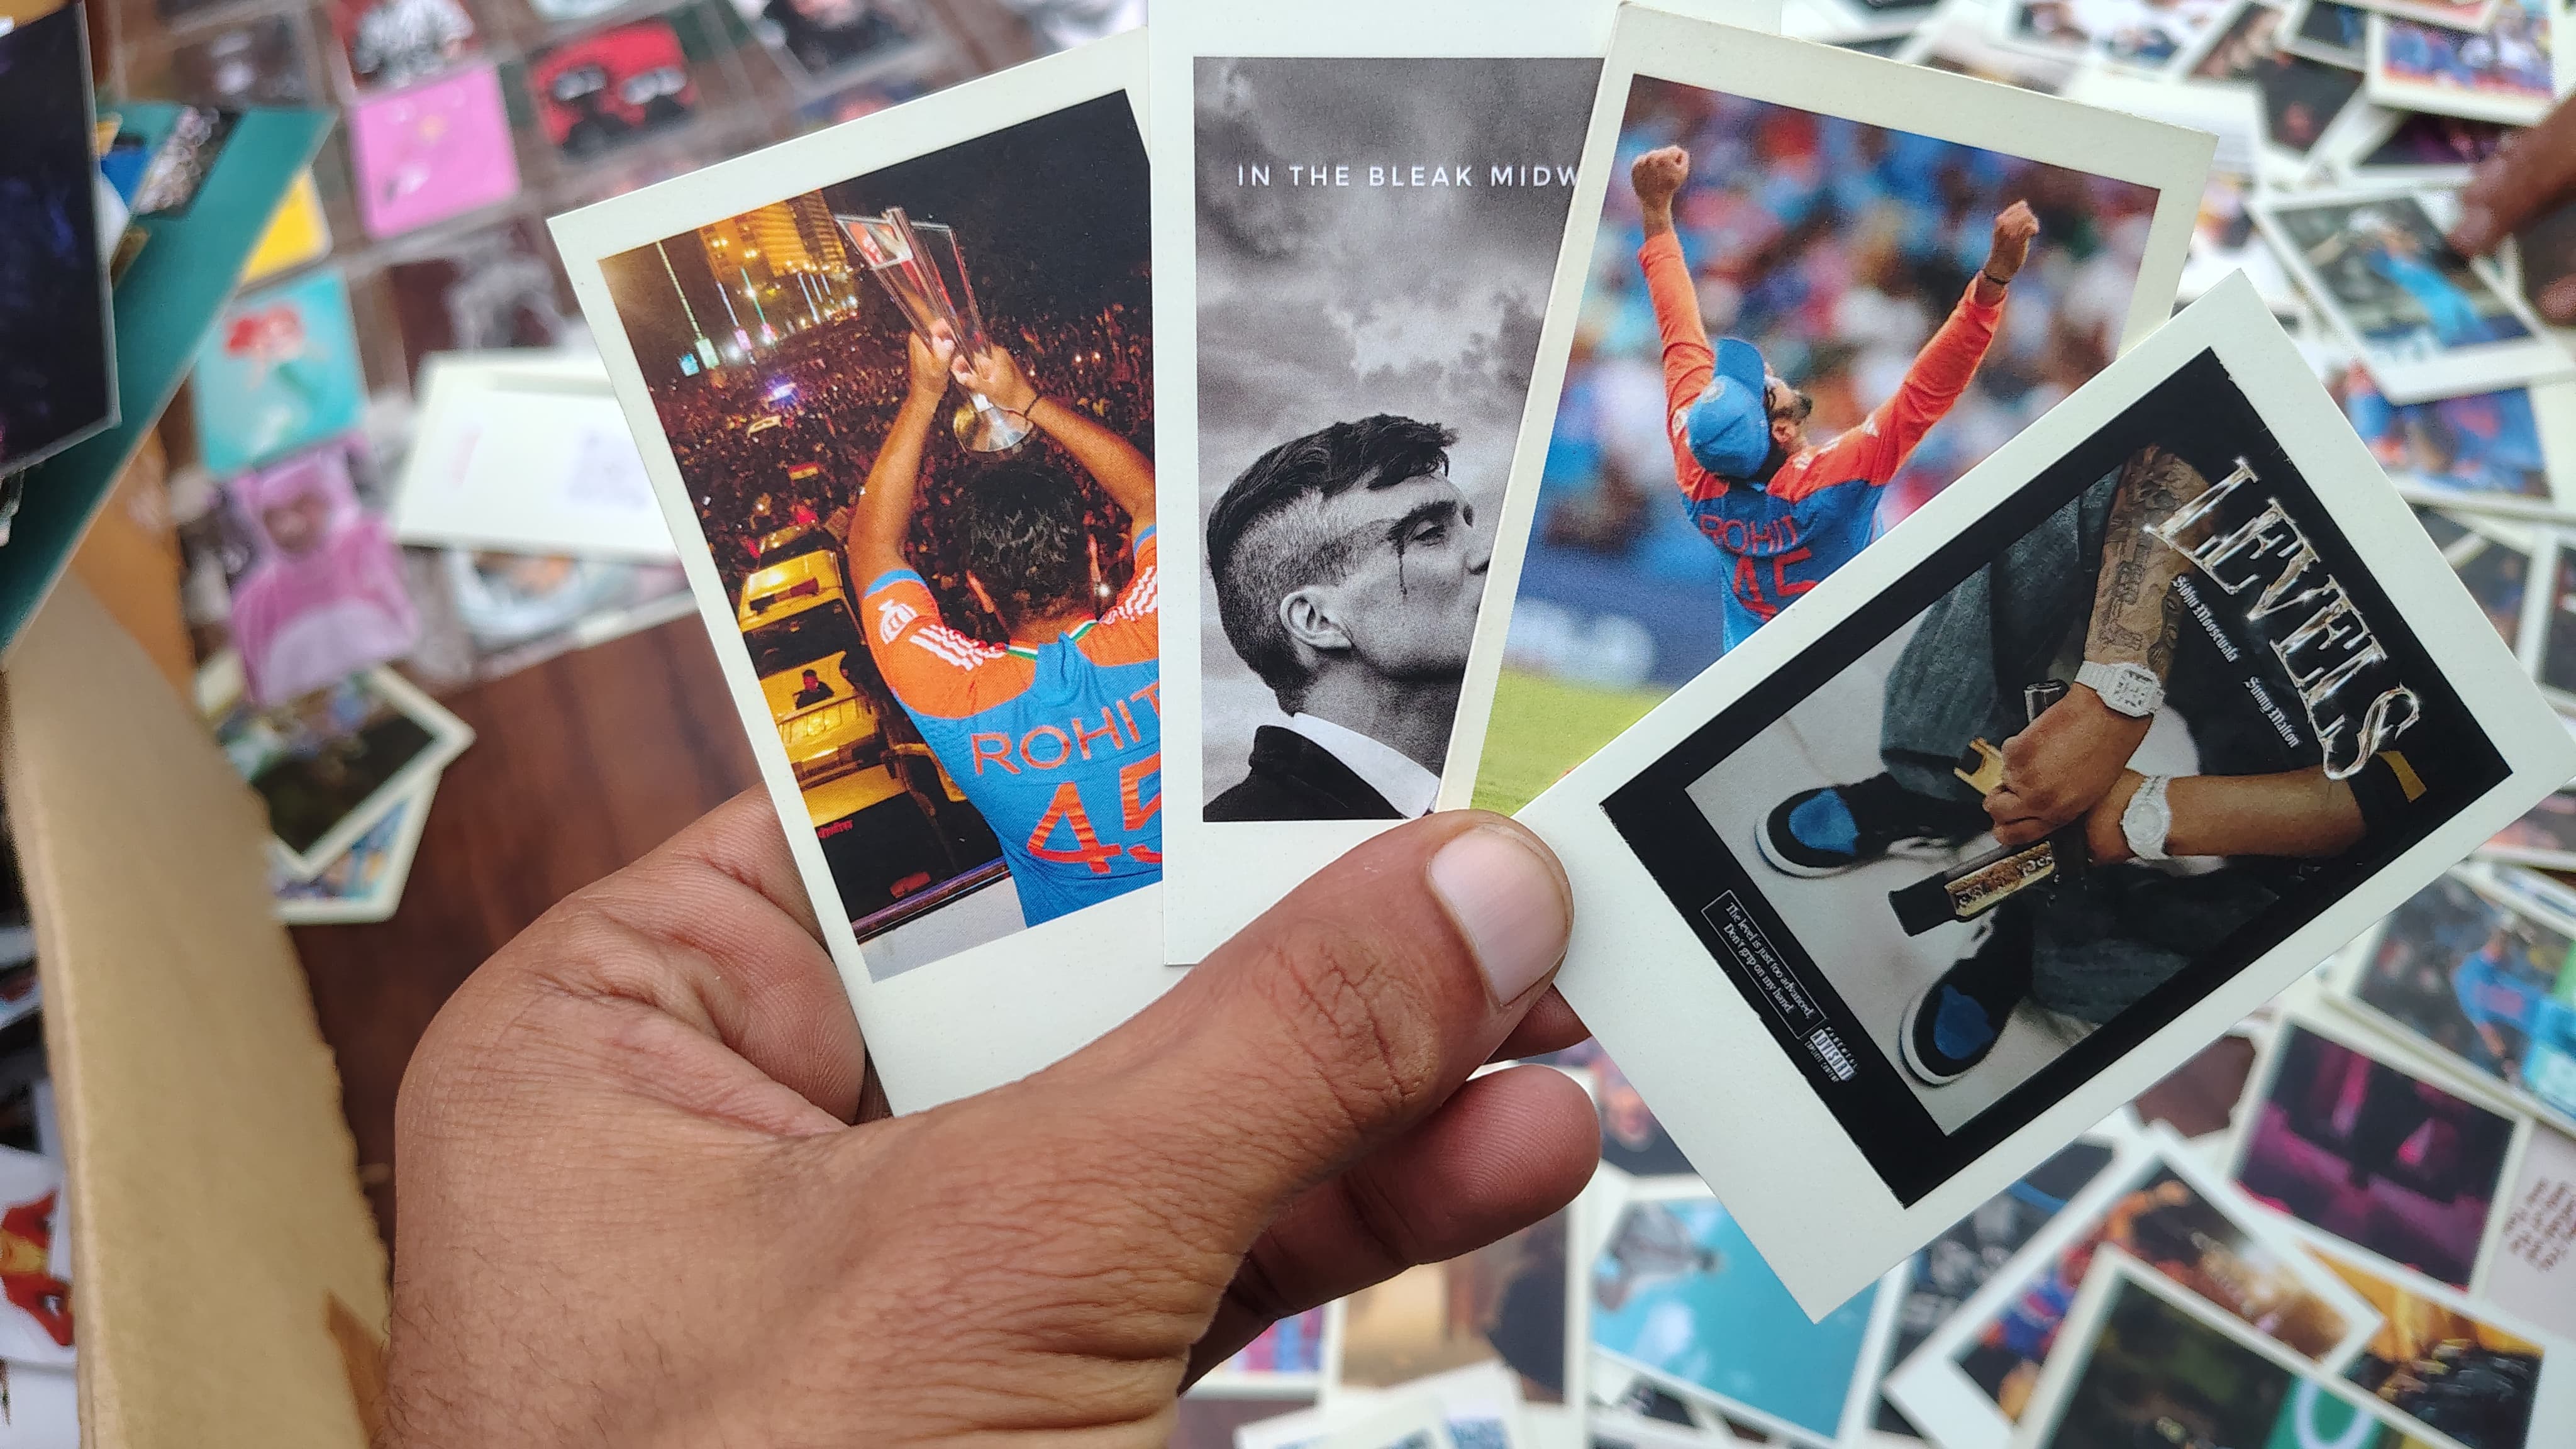 ROHIT
45
IN THE BLEAK MIDW
ROHIT
45
LEVELS
Sidhu Moosewala
Sunny Malton
The level is just too advanced,
Don't grip on my hand.
ADVISORY